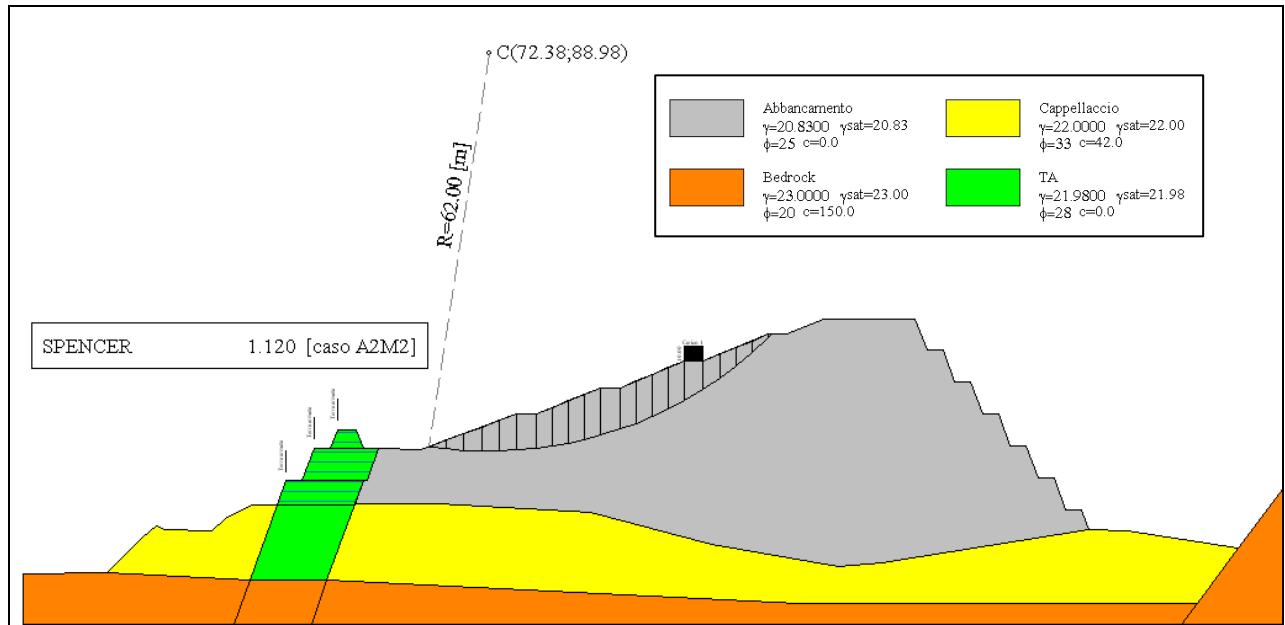 C(72.38;88.98)
R=62.00 [m]
Abbancamento
γ=20.8300 γsat=20.83
ϕ=25 c=0.0
Cappellaccio
γ=22.0000 γsat=22.00
ϕ=33 c=42.0
Bedrock
γ=23.0000 γsat=23.00
ϕ=20 c=150.0
TA
γ=21.9800 γsat=21.98
ϕ=28 c=0.0
SPENCER 1.120 [caso A2M2]